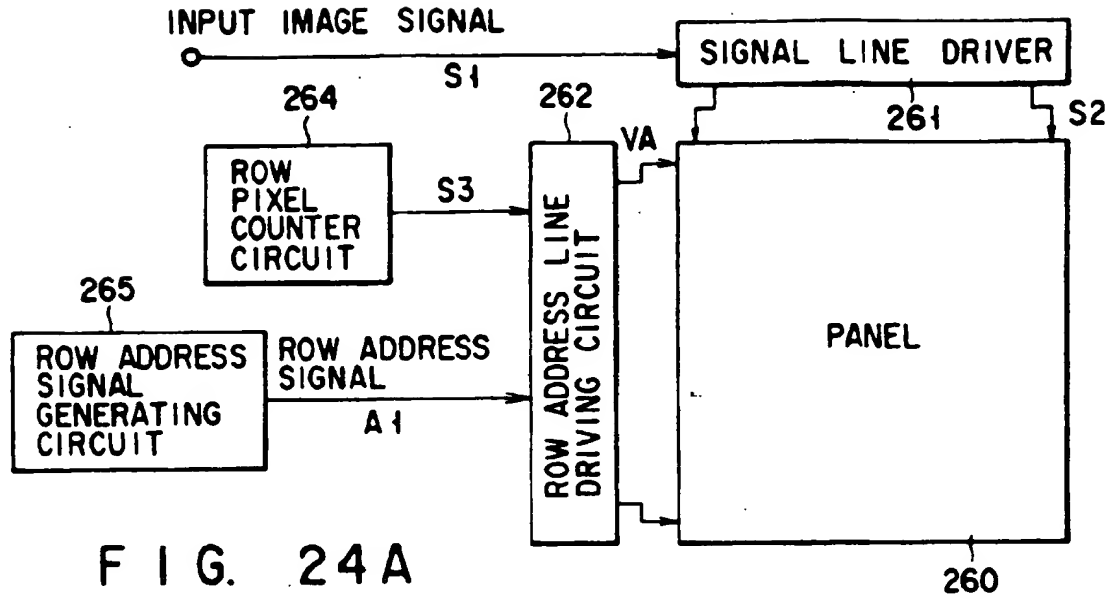 INPUT IMAGE SIGNAL
S1
SIGNAL LINE DRIVER
261
S2
264
262
VA
ROW
PIXEL
COUNTER
CIRCUIT
S3
ROW ADDRESS LINE
DRIVING CIRCUIT
PANEL
265
ROW ADDRESS
SIGNAL
GENERATING
CIRCUIT
ROW ADDRESS
SIGNAL
A1
260
FIG. 24A